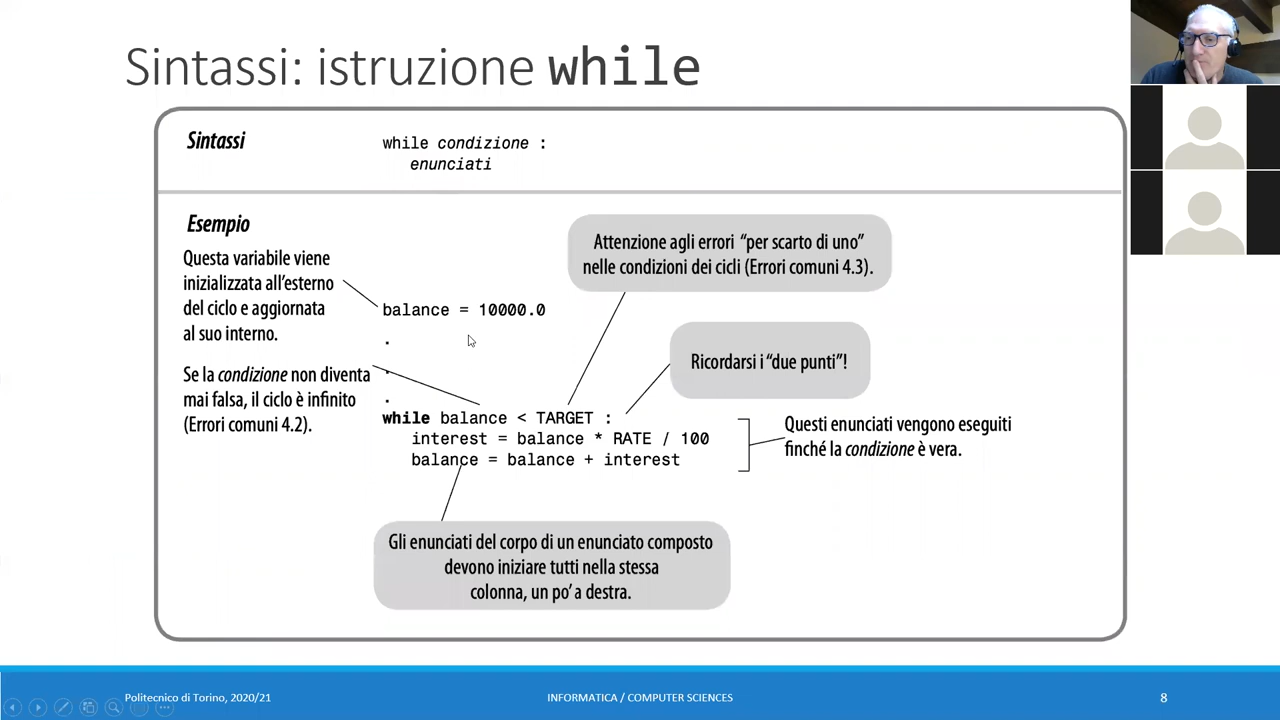 Sintassi: istruzione while
Sintassi
while condizione :
enunciati
Esempio
Questa variabile viene
inizializzata all'esterno
del ciclo e aggiornata
al suo interno.
Se la condizione non diventa
mai falsa, il ciclo è infinito
(Errori comuni 4.2).
Attenzione agli errori “per scarto di uno”
nelle condizioni dei cicli (Errori comuni 4.3).
balance = 10000.0
.
.
.
Ricordarsi i “due punti”!
while balance < TARGET :
interest = balance * RATE / 100
balance = balance + interest
Questi enunciati vengono eseguiti
finché la condizione è vera.
Gli enunciati del corpo di un enunciato composto
devono iniziare tutti nella stessa
colonna, un po' a destra.
Politecnico di Torino, 2020/21
INFORMATICA / COMPUTER SCIENCES
8